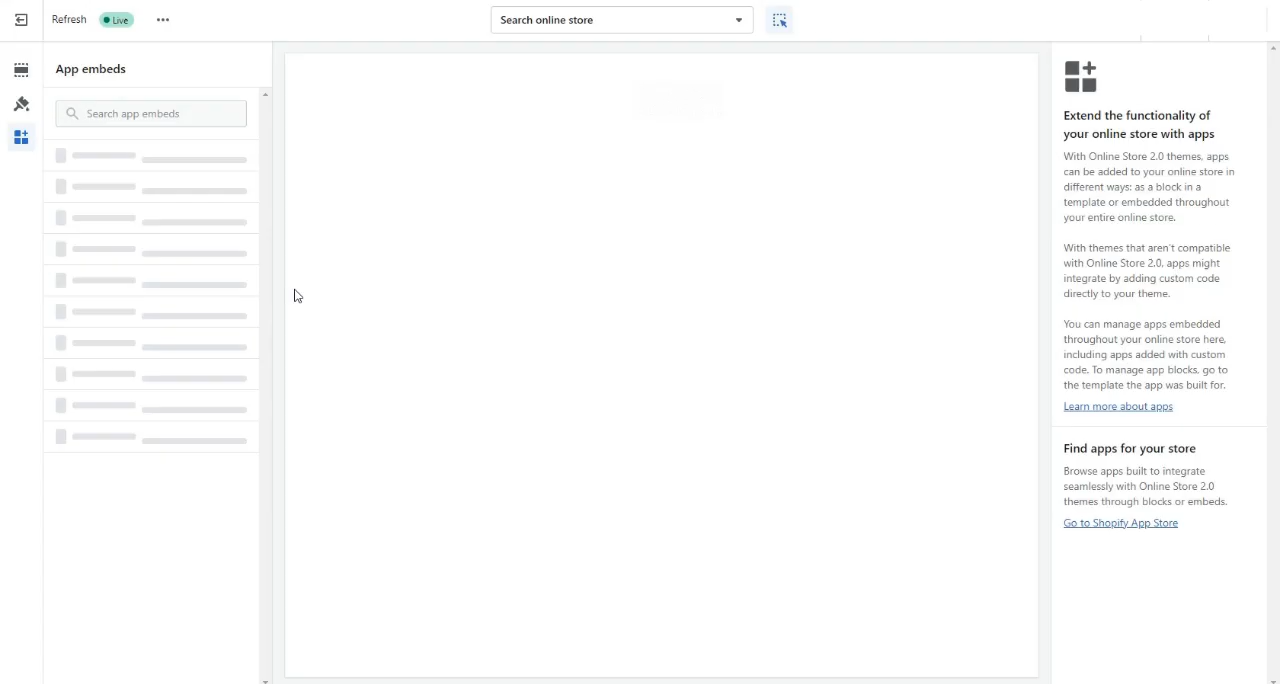 Refresh
Live
Search online store
App embeds
Search app embeds
Extend the functionality of
your online store with apps
With Online Store 2.0 themes, apps
can be added to your online store in
different ways: as a block in a
template or embedded throughout
your entire online store.
With themes that aren't compatible
with Online Store 2.0, apps might
integrate by adding custom code
directly to your theme.
You can manage apps embedded
throughout your online store here,
including apps added with custom
code. To manage app blocks, go to
the template the app was built for.
Learn more about apps
Find apps for your store
Browse apps built to integrate
seamlessly with Online Store 2.0
themes through blocks or embeds.
Go to Shopify App Store